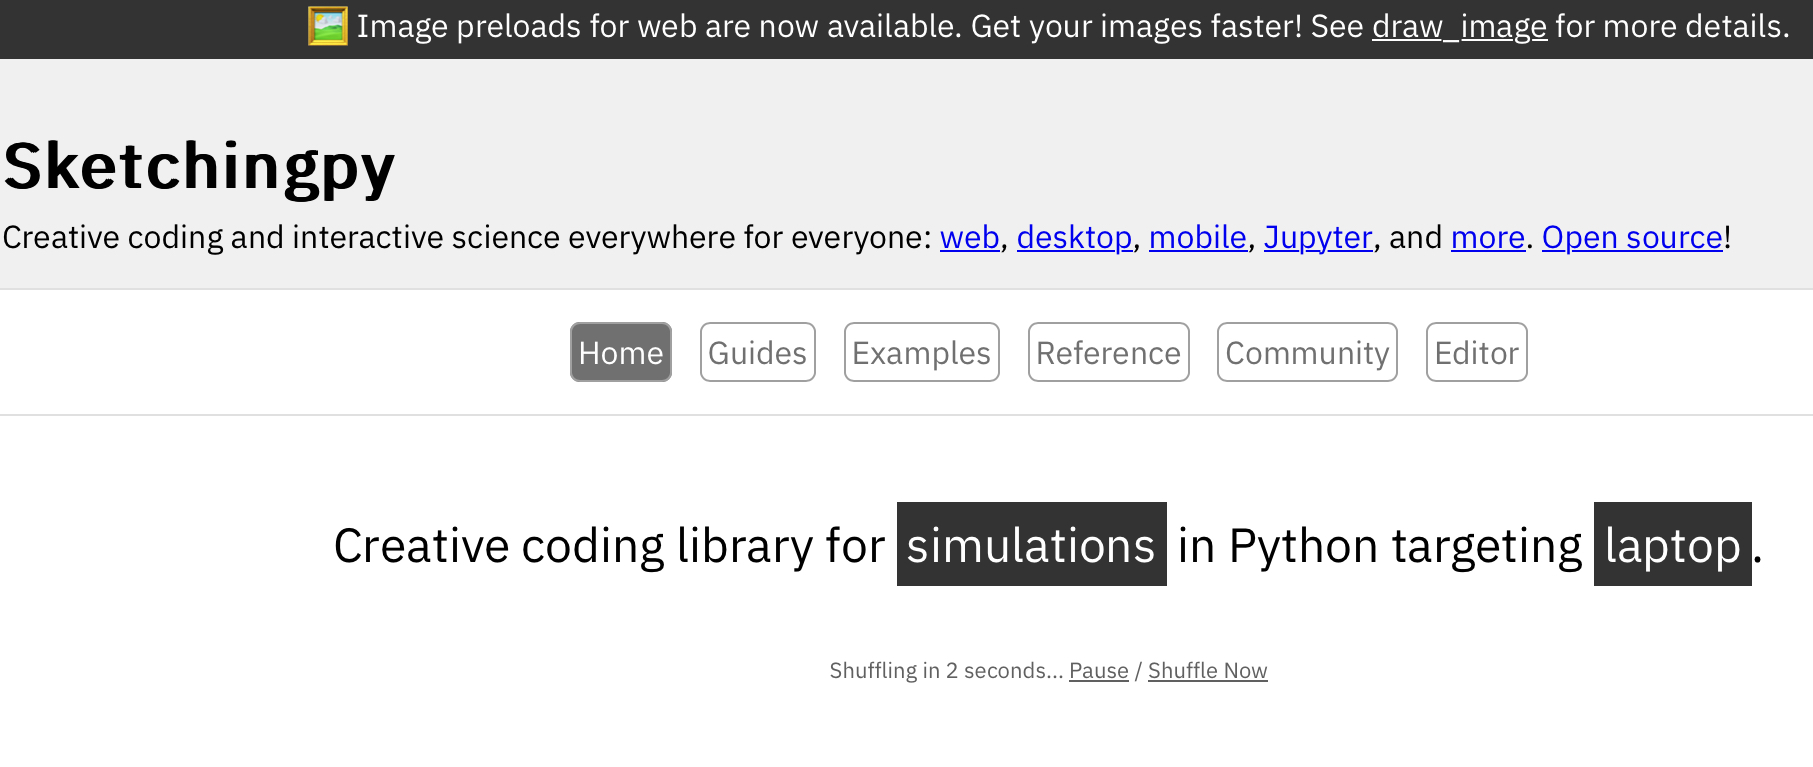 Image preloads for web are now available. Get your images faster! See draw_image for more details.
Sketchingpy
Creative coding and interactive science everywhere for everyone: web, desktop, mobile, Jupyter, and more. Open source!
Home Guides Examples Reference Community Editor
Creative coding library for simulations in Python targeting laptop.
Shuffling in 2 seconds... Pause / Shuffle Now